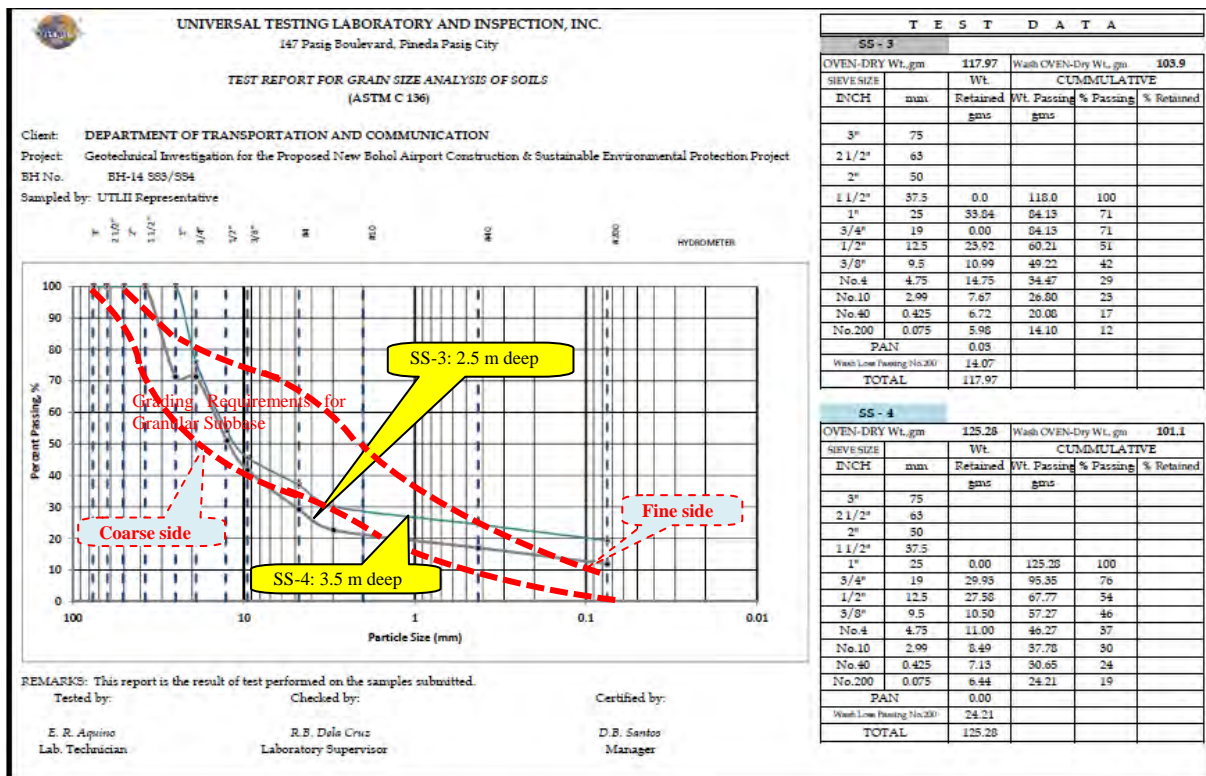 UNIVERSAL TESTING LABORATORY AND INSPECTION, INC.
147 Pasig Boulevard, Pineda Pasig City
TEST REPORT FOR GRAIN SIZE ANALYSIS OF SOILS
(ASTM C 136)
Client: DEPARTMENT OF TRANSPORTATION AND COMMUNICATION
Project: Geotechnical Investigation for the Proposed New Bohol Airport Construction & Sustainable Environmental Protection Project
BH No. BH-14 SS3/SS4
Sampled by: UTLII Representative
3" 2 1/2" 2" 1 1/2" 1" 3/4" 1/2" 3/8" #4 #10 #40 #200 HYDROMETER
100
90
80
70
60
50
40
30
20
10
0
Percent Passing, %
100 10 1 0.1 0.01
Particle Size (mm)
SS-3: 2.5 m deep
Grading Requirements for
Granular Subbase
Coarse side
Fine side
SS-4: 3.5 m deep
REMARKS: This report is the result of test performed on the samples submitted.
Tested by: Checked by: Certified by:
E. R. Aquino R.B. Dela Cruz D.B. Santos
Lab. Technician Laboratory Supervisor Manager
T E S T D A T A
SS - 3
OVEN-DRY Wt.,gm 117.97 Wash OVEN-Dry Wt., gm 103.9
SIEVE SIZE Wt. CUMMULATIVE
INCH mm Retained Wt. Passing % Passing % Retained
gms gms
3" 75
2 1/2" 63
2" 50
1 1/2" 37.5 0.0 118.0 100
1" 25 33.84 84.13 71
3/4" 19 0.00 84.13 71
1/2" 12.5 23.92 60.21 51
3/8" 9.5 10.99 49.22 42
No.4 4.75 14.75 34.47 29
No.10 2.99 7.67 26.80 23
No.40 0.425 6.72 20.08 17
No.200 0.075 5.98 14.10 12
PAN 0.03
Wash Loss Passing No.200 14.07
TOTAL 117.97
SS - 4
OVEN-DRY Wt.,gm 125.28 Wash OVEN-Dry Wt., gm 101.1
SIEVE SIZE Wt. CUMMULATIVE
INCH mm Retained Wt. Passing % Passing % Retained
gms gms
3" 75
2 1/2" 63
2" 50
1 1/2" 37.5
1" 25 0.00 125.28 100
3/4" 19 29.93 95.35 76
1/2" 12.5 27.58 67.77 54
3/8" 9.5 10.50 57.27 46
No.4 4.75 11.00 46.27 37
No.10 2.99 8.49 37.78 30
No.40 0.425 7.13 30.65 24
No.200 0.075 6.44 24.21 19
PAN 0.00
Wash Loss Passing No.200 24.21
TOTAL 125.28